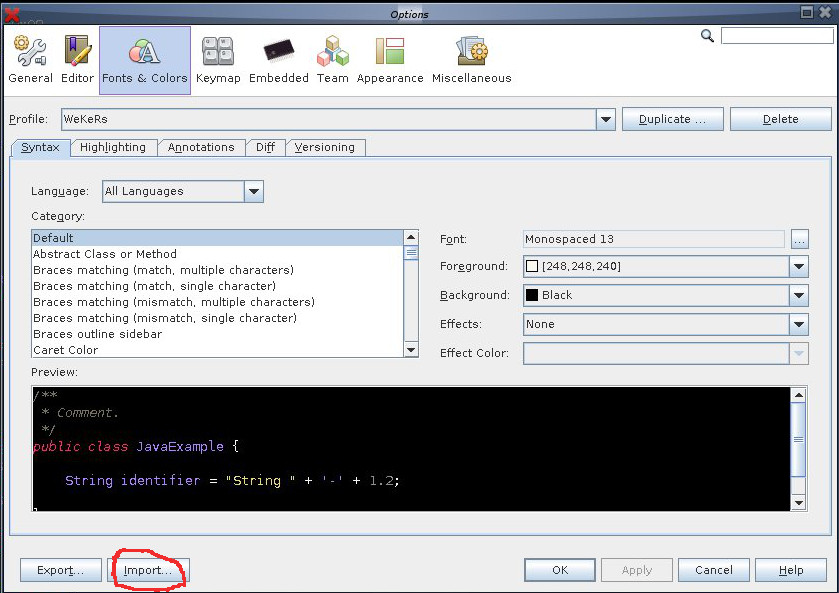 Options
General Editor Fonts & Colors Keymap Embedded Team Appearance Miscellaneous
Profile: WeKeRs Duplicate ... Delete
Syntax Highlighting Annotations Diff Versioning
Language: All Languages
Category:
Default
Abstract Class or Method
Braces matching (match, multiple characters)
Braces matching (match, single character)
Braces matching (mismatch, multiple characters)
Braces matching (mismatch, single character)
Braces outline sidebar
Caret Color
Font: Monospaced 13 ...
Foreground: [248,248,240]
Background: Black
Effects: None
Effect Color:
Preview:
/**
* Comment.
*/
public class JavaExample {
String identifier = "String " + '-' + 1.2;
Export... Import... OK Apply Cancel Help